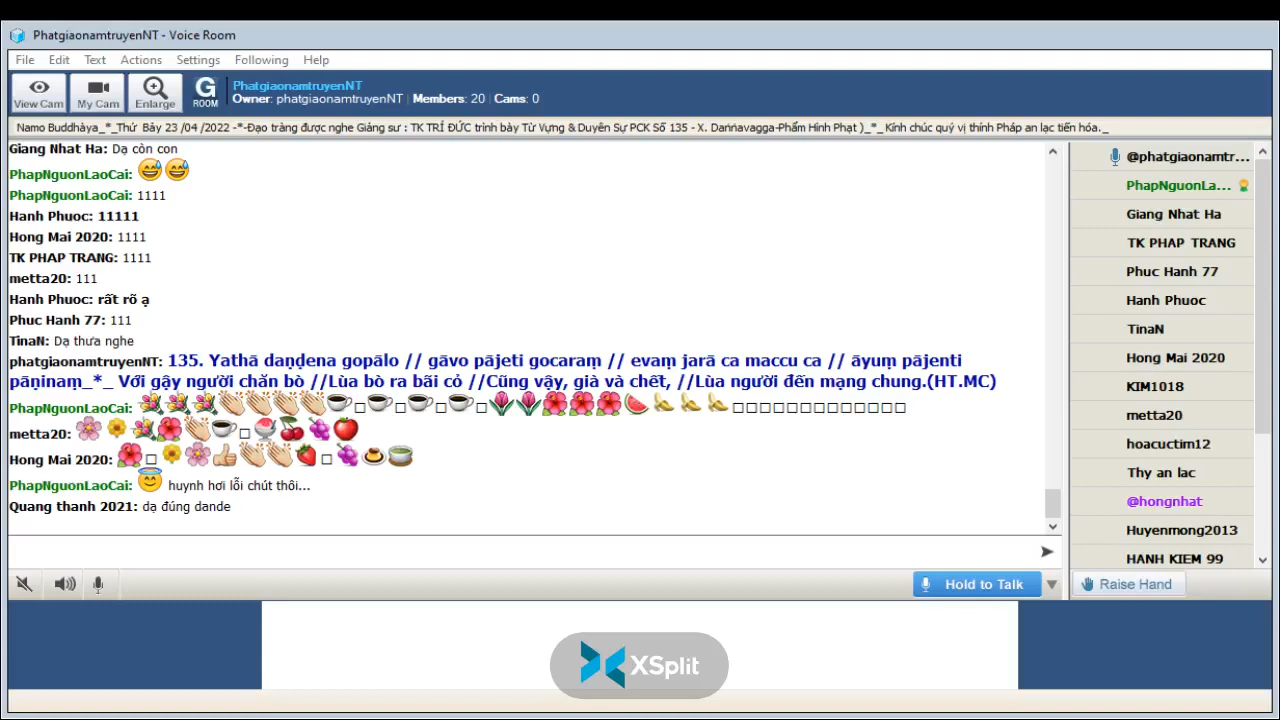 PhatgiaonamtruyenNT - Voice Room
File Edit Text Actions Settings Following Help
View Cam My Cam Enlarge G ROOM
PhatgiaonamtruyenNT
Owner: phatgiaonamtruyenNT | Members: 20 | Cams: 0
Namo Buddhàya_*_Thứ Bảy 23 /04 /2022 -*-Đạo tràng được nghe Giảng sư : TK TRÍ ĐỨC trình bày Từ Vựng & Duyên Sự PCK Số 135 - X. Daṇḍavagga-Phẩm Hình Phạt )_*_ Kính chúc quý vị thính Pháp an lạc tiến hóa._
Giang Nhat Ha: Dạ còn con
PhapNguonLaoCai:
PhapNguonLaoCai: 1111
Hanh Phuoc: 11111
Hong Mai 2020: 1111
TK PHAP TRANG: 1111
metta20: 111
Hanh Phuoc: rất rõ ạ
Phuc Hanh 77: 111
TinaN: Dạ thưa nghe
phatgiaonamtruyenNT: 135. Yathā daṇḍena gopālo // gāvo pājeti gocaraṃ // evaṃ jarā ca maccu ca // āyuṃ pājenti
pāṇinaṃ_*_ Với gậy người chăn bò //Lùa bò ra bãi cỏ //Cũng vậy, già và chết, //Lùa người đến mạng chung.(HT.MC)
PhapNguonLaoCai:
metta20:
Hong Mai 2020:
PhapNguonLaoCai: huynh hơi lỗi chút thôi...
Quang thanh 2021: dạ đúng dande
Hold to Talk
@phatgiaonamtr...
PhapNguonLa...
Giang Nhat Ha
TK PHAP TRANG
Phuc Hanh 77
Hanh Phuoc
TinaN
Hong Mai 2020
KIM1018
metta20
hoacuctim12
Thy an lac
@hongnhat
Huyenmong2013
HANH KIEM 99
Raise Hand
XSplit